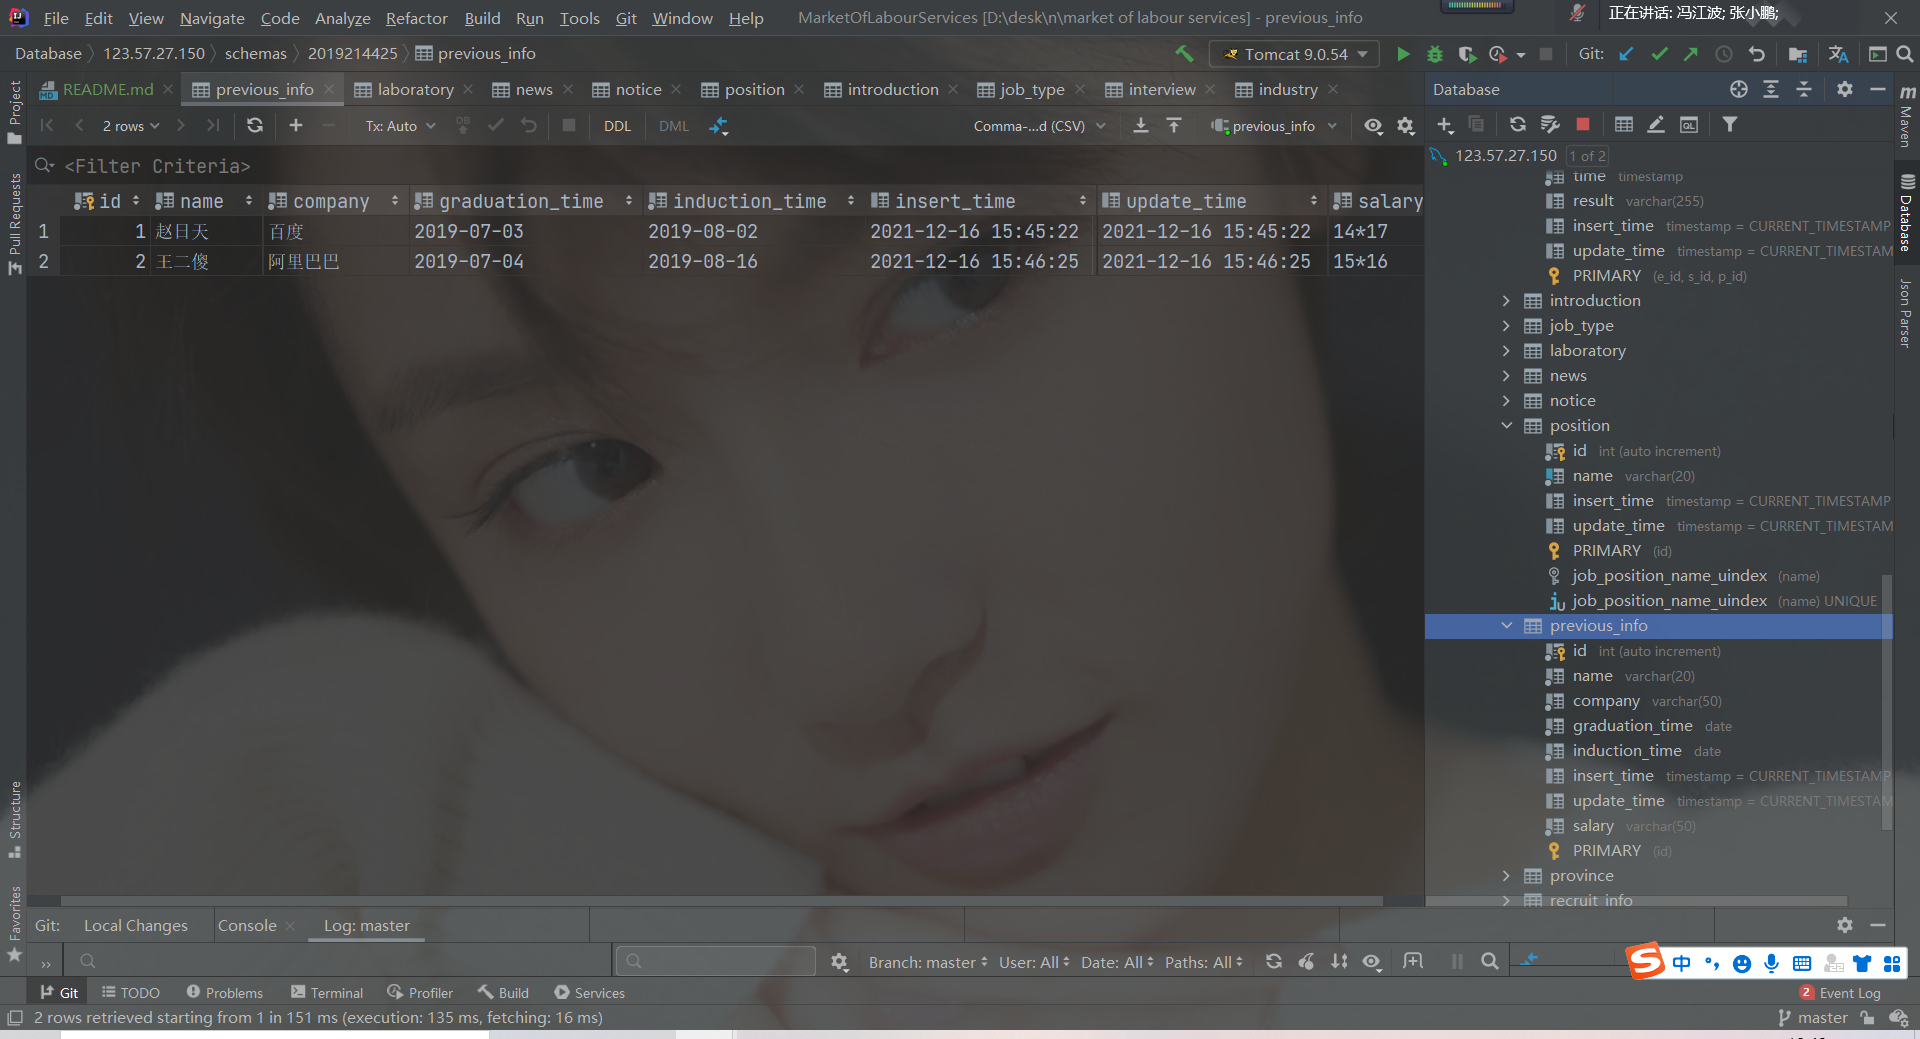 File Edit View Navigate Code Analyze Refactor Build Run Tools Git Window Help MarketOfLabourServices [D:\desk\n\market of labour services] - previous_info 正在讲话: 冯江波; 张小鹏;
Database 123.57.27.150 schemas 2019214425 previous_info Tomcat 9.0.54 Git:
README.md previous_info laboratory news notice position introduction job_type interview industry
2 rows Tx: Auto DDL DML Comma-...d (CSV) previous_info
<Filter Criteria>
id name company graduation_time induction_time insert_time update_time salary
1 1 赵日天 百度 2019-07-03 2019-08-02 2021-12-16 15:45:22 2021-12-16 15:45:22 14*17
2 2 王二傻 阿里巴巴 2019-07-04 2019-08-16 2021-12-16 15:46:25 2021-12-16 15:46:25 15*16
Project
Pull Requests
Structure
Favorites
Database
123.57.27.150 1 of 2
time timestamp
result varchar(255)
insert_time timestamp = CURRENT_TIMESTAMP
update_time timestamp = CURRENT_TIMESTAM
PRIMARY (e_id, s_id, p_id)
introduction
job_type
laboratory
news
notice
position
id int (auto increment)
name varchar(20)
insert_time timestamp = CURRENT_TIMESTAMP
update_time timestamp = CURRENT_TIMESTAM
PRIMARY (id)
job_position_name_uindex (name)
job_position_name_uindex (name) UNIQUE
previous_info
id int (auto increment)
name varchar(20)
company varchar(50)
graduation_time date
induction_time date
insert_time timestamp = CURRENT_TIMESTAMP
update_time timestamp = CURRENT_TIMESTAM
salary varchar(50)
PRIMARY (id)
province
recruit_info
Maven
Database
Json Parser
Git: Local Changes Console Log: master
Branch: master User: All Date: All Paths: All
中
Git TODO Problems Terminal Profiler Build Services 2 Event Log
2 rows retrieved starting from 1 in 151 ms (execution: 135 ms, fetching: 16 ms) master